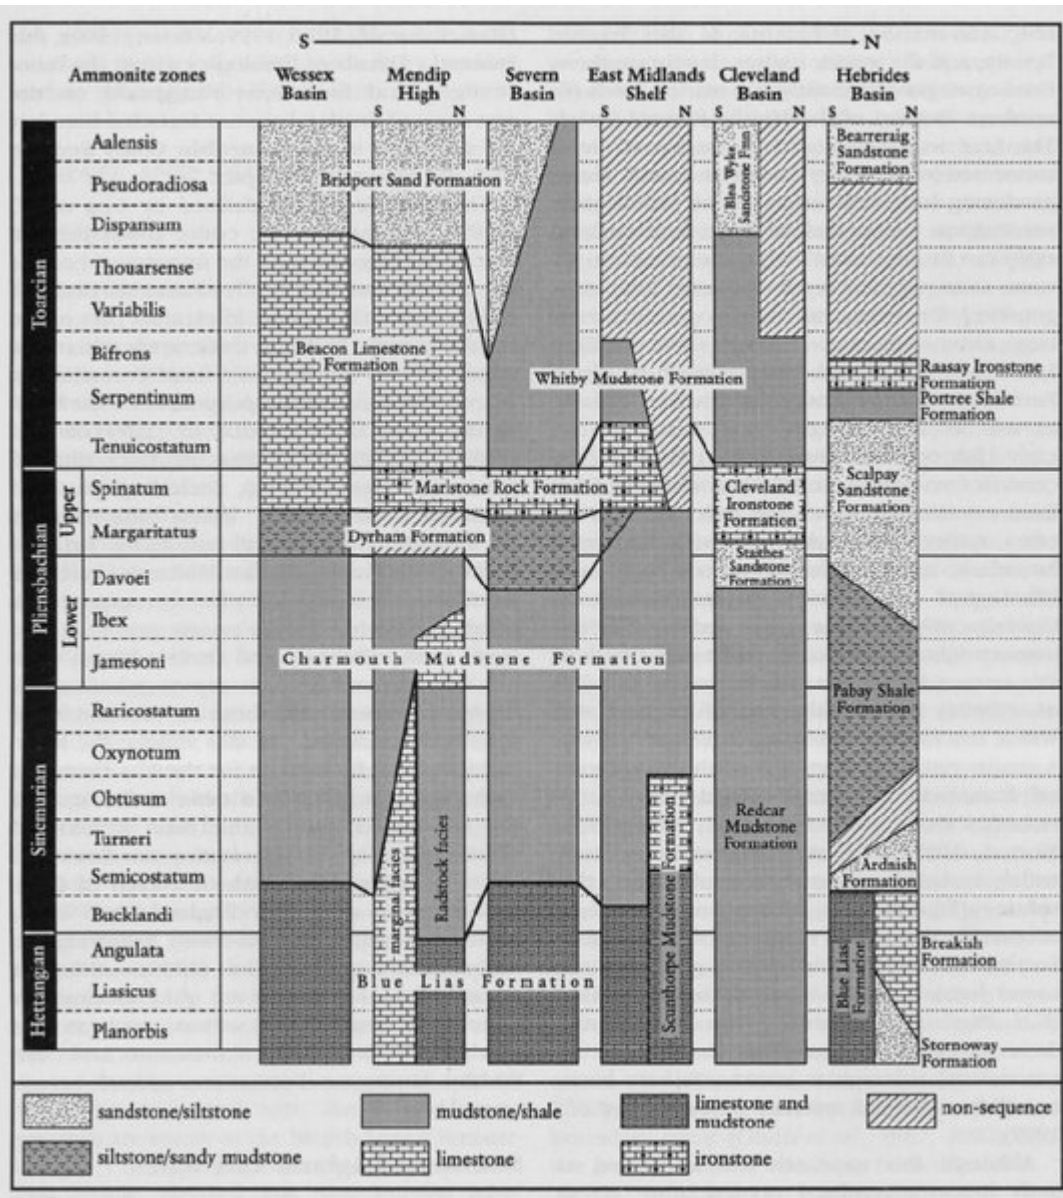 S N
Ammonite zones
Wessex
Basin
Mendip
High
S N
Severn
Basin
East Midlands
Shelf
S N
Cleveland
Basin
S N
Hebrides
Basin
S N
Toarcian
Aalensis
Pseudoradiosa
Dispansum
Thouarsense
Variabilis
Bifrons
Serpentinum
Tenuicostatum
Pliensbachian
Upper
Spinatum
Margaritatus
Lower
Davoei
Ibex
Jamesoni
Sinemurian
Raricostatum
Oxynotum
Obtusum
Turneri
Semicostatum
Bucklandi
Hettangian
Angulata
Liasicus
Planorbis
Bridport Sand Formation
Beacon Limestone
Formation
Whitby Mudstone Formation
Marlstone Rock Formation
Dyrham Formation
Charmouth Mudstone Formation
marginal facies
Radstock facies
Blue Lias Formation
Scunthorpe Mudstone Formation
Blea Wyke
Sandstone Fmn
Cleveland
Ironstone
Formation
Staithes
Sandstone
Formation
Redcar
Mudstone
Formation
Bearreraig
Sandstone
Formation
Raasay Ironstone
Formation
Portree Shale
Formation
Scalpay
Sandstone
Formation
Pabay Shale
Formation
Ardnish
Formation
Blue Lias
Formation
Breakish
Formation
Stornoway
Formation
sandstone/siltstone
mudstone/shale
limestone and
mudstone
non-sequence
siltstone/sandy mudstone
limestone
ironstone